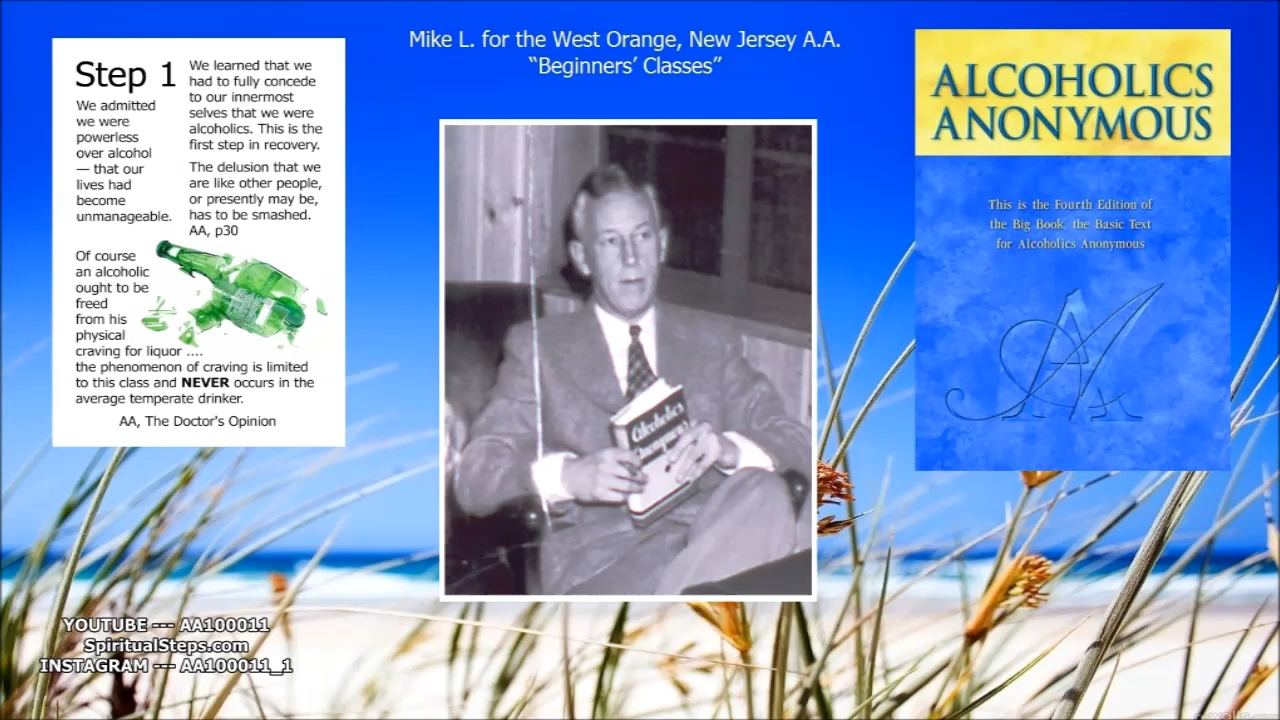 Mike L. for the West Orange, New Jersey A.A.
“Beginners’ Classes”
Step 1
We admitted
we were
powerless
over alcohol
— that our
lives had
become
unmanageable.
We learned that we
had to fully concede
to our innermost
selves that we were
alcoholics. This is the
first step in recovery.
The delusion that we
are like other people,
or presently may be,
has to be smashed.
AA, p30
Of course
an alcoholic
ought to be
freed
from his
physical
craving for liquor ....
the phenomenon of craving is limited
to this class and NEVER occurs in the
average temperate drinker.
AA, The Doctor's Opinion
Alcoholics
Anonymous
ALCOHOLICS
ANONYMOUS
This is the Fourth Edition of
the Big Book, the Basic Text
for Alcoholics Anonymous
AA
YOUTUBE --- AA100011
SpiritualSteps.com
INSTAGRAM --- AA100011_1